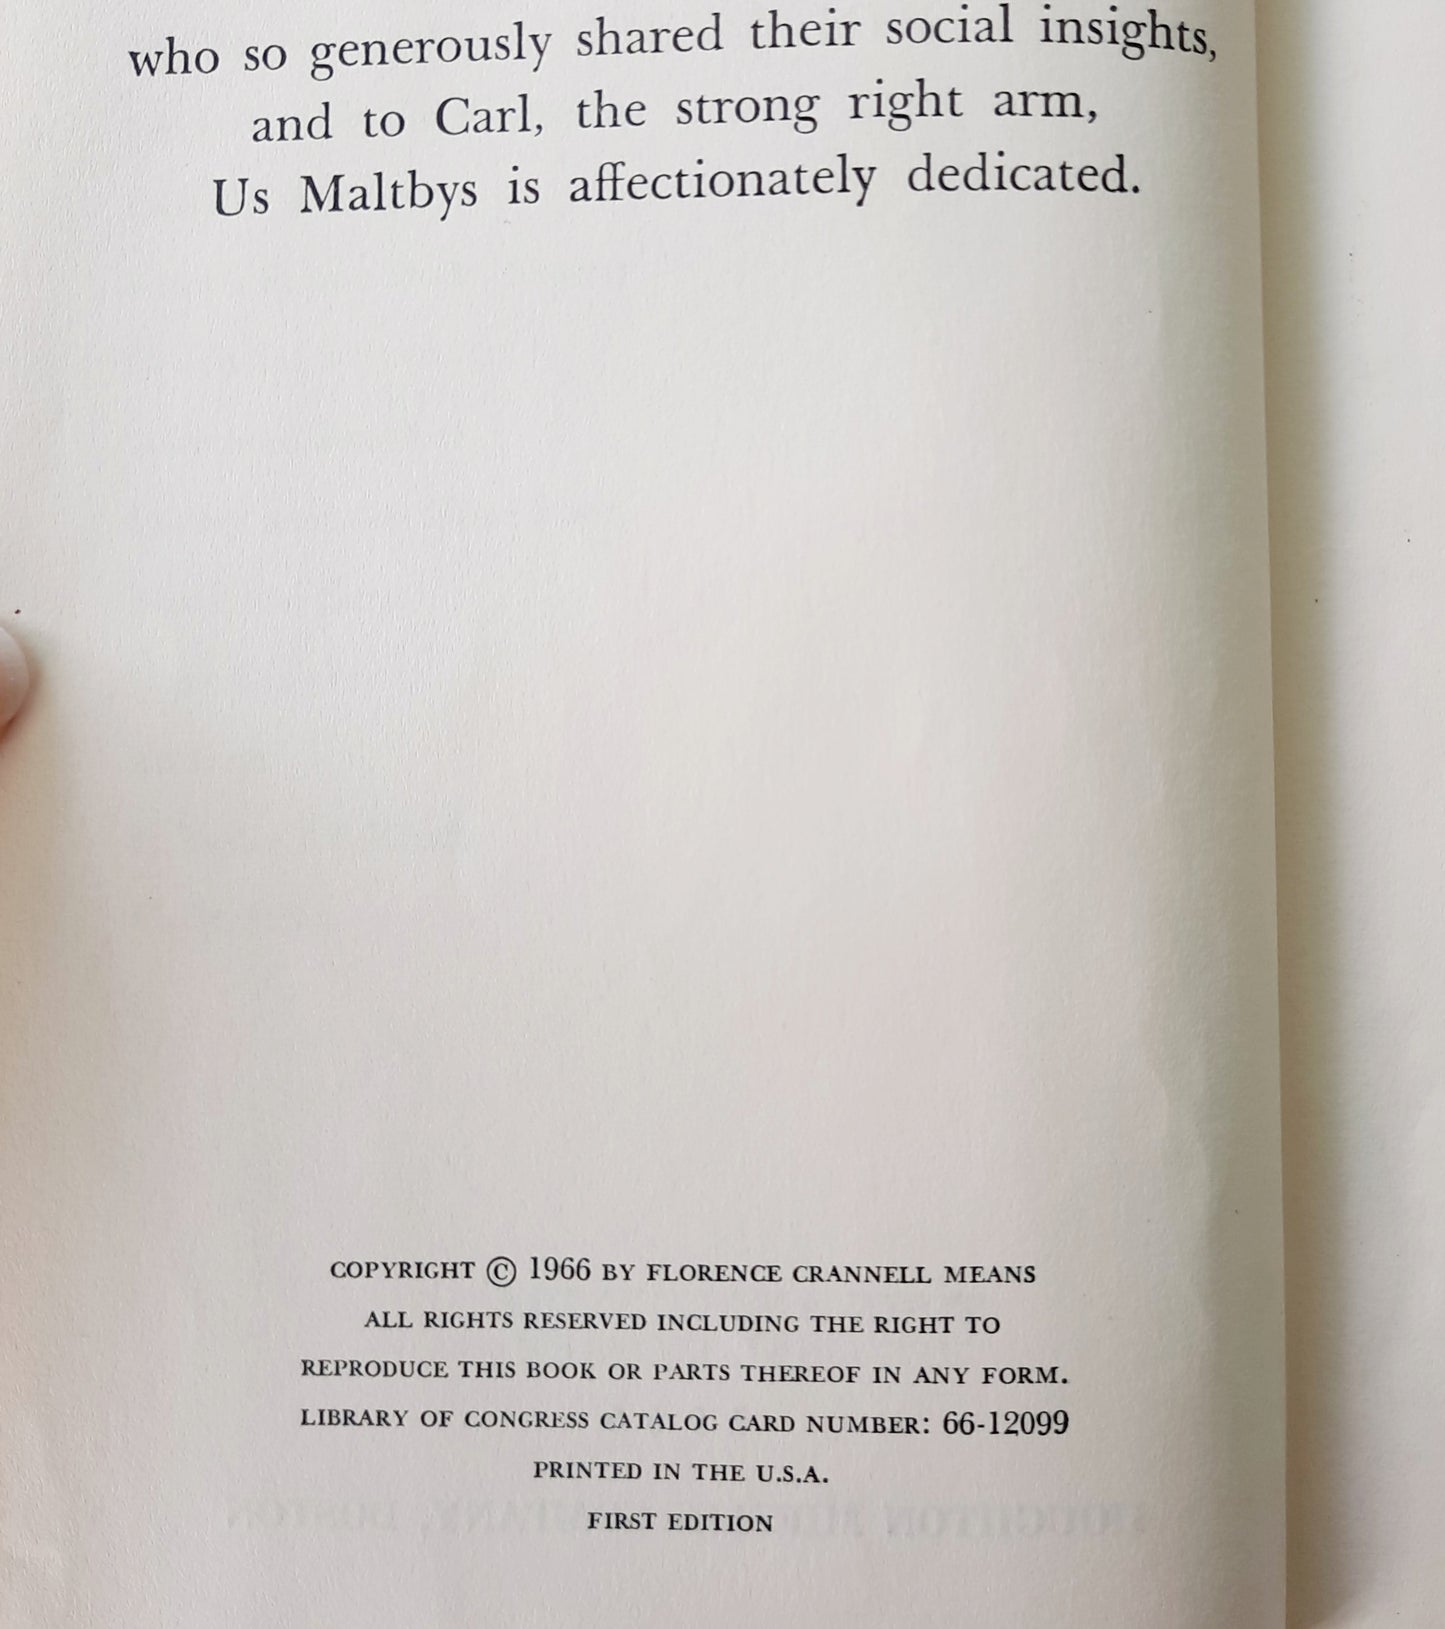 who so generously shared their social insights,
and to Carl, the strong right arm,
Us Maltbys is affectionately dedicated.
COPYRIGHT © 1966 BY FLORENCE CRANNELL MEANS
ALL RIGHTS RESERVED INCLUDING THE RIGHT TO
REPRODUCE THIS BOOK OR PARTS THEREOF IN ANY FORM.
LIBRARY OF CONGRESS CATALOG CARD NUMBER: 66-12099
PRINTED IN THE U.S.A.
FIRST EDITION